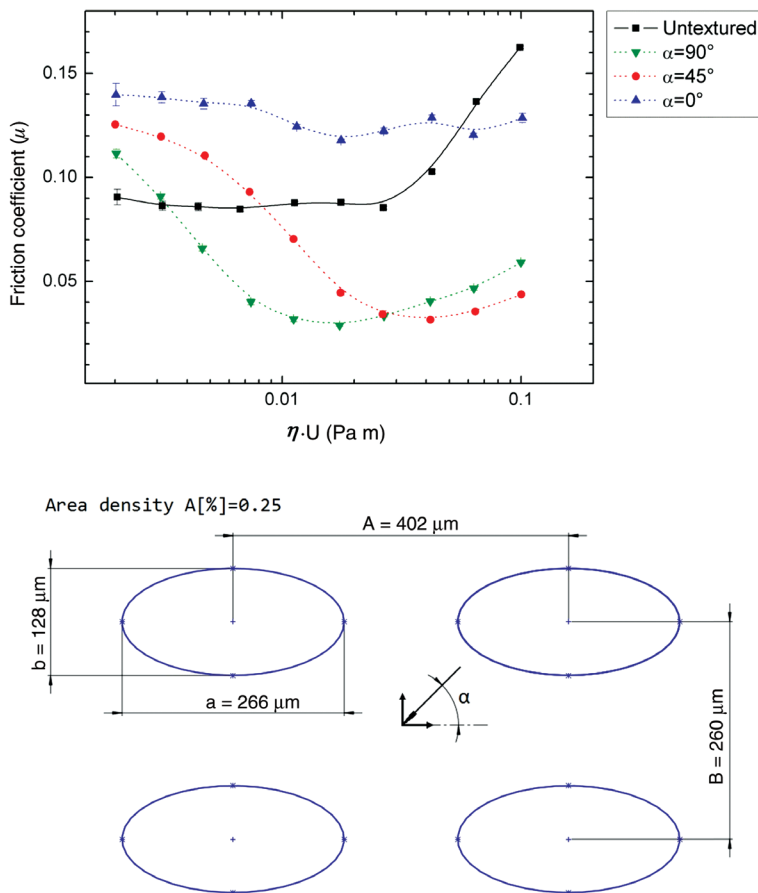 Untextured
α=90°
α=45°
α=0°
0.15
0.10
0.05
Friction coefficient (μ)
0.01
0.1
η·U (Pa m)
Area density A[%]=0.25
A = 402 μm
b = 128 μm
a = 266 μm
α
B = 260 μm